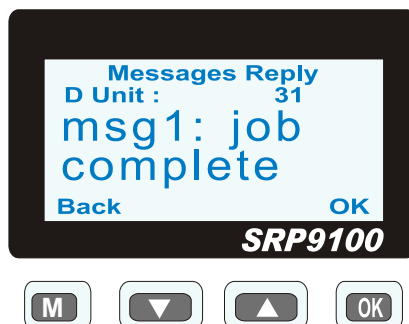 Messages Reply
D Unit : 31
msg1: job
complete
Back OK
SRP9100
M OK